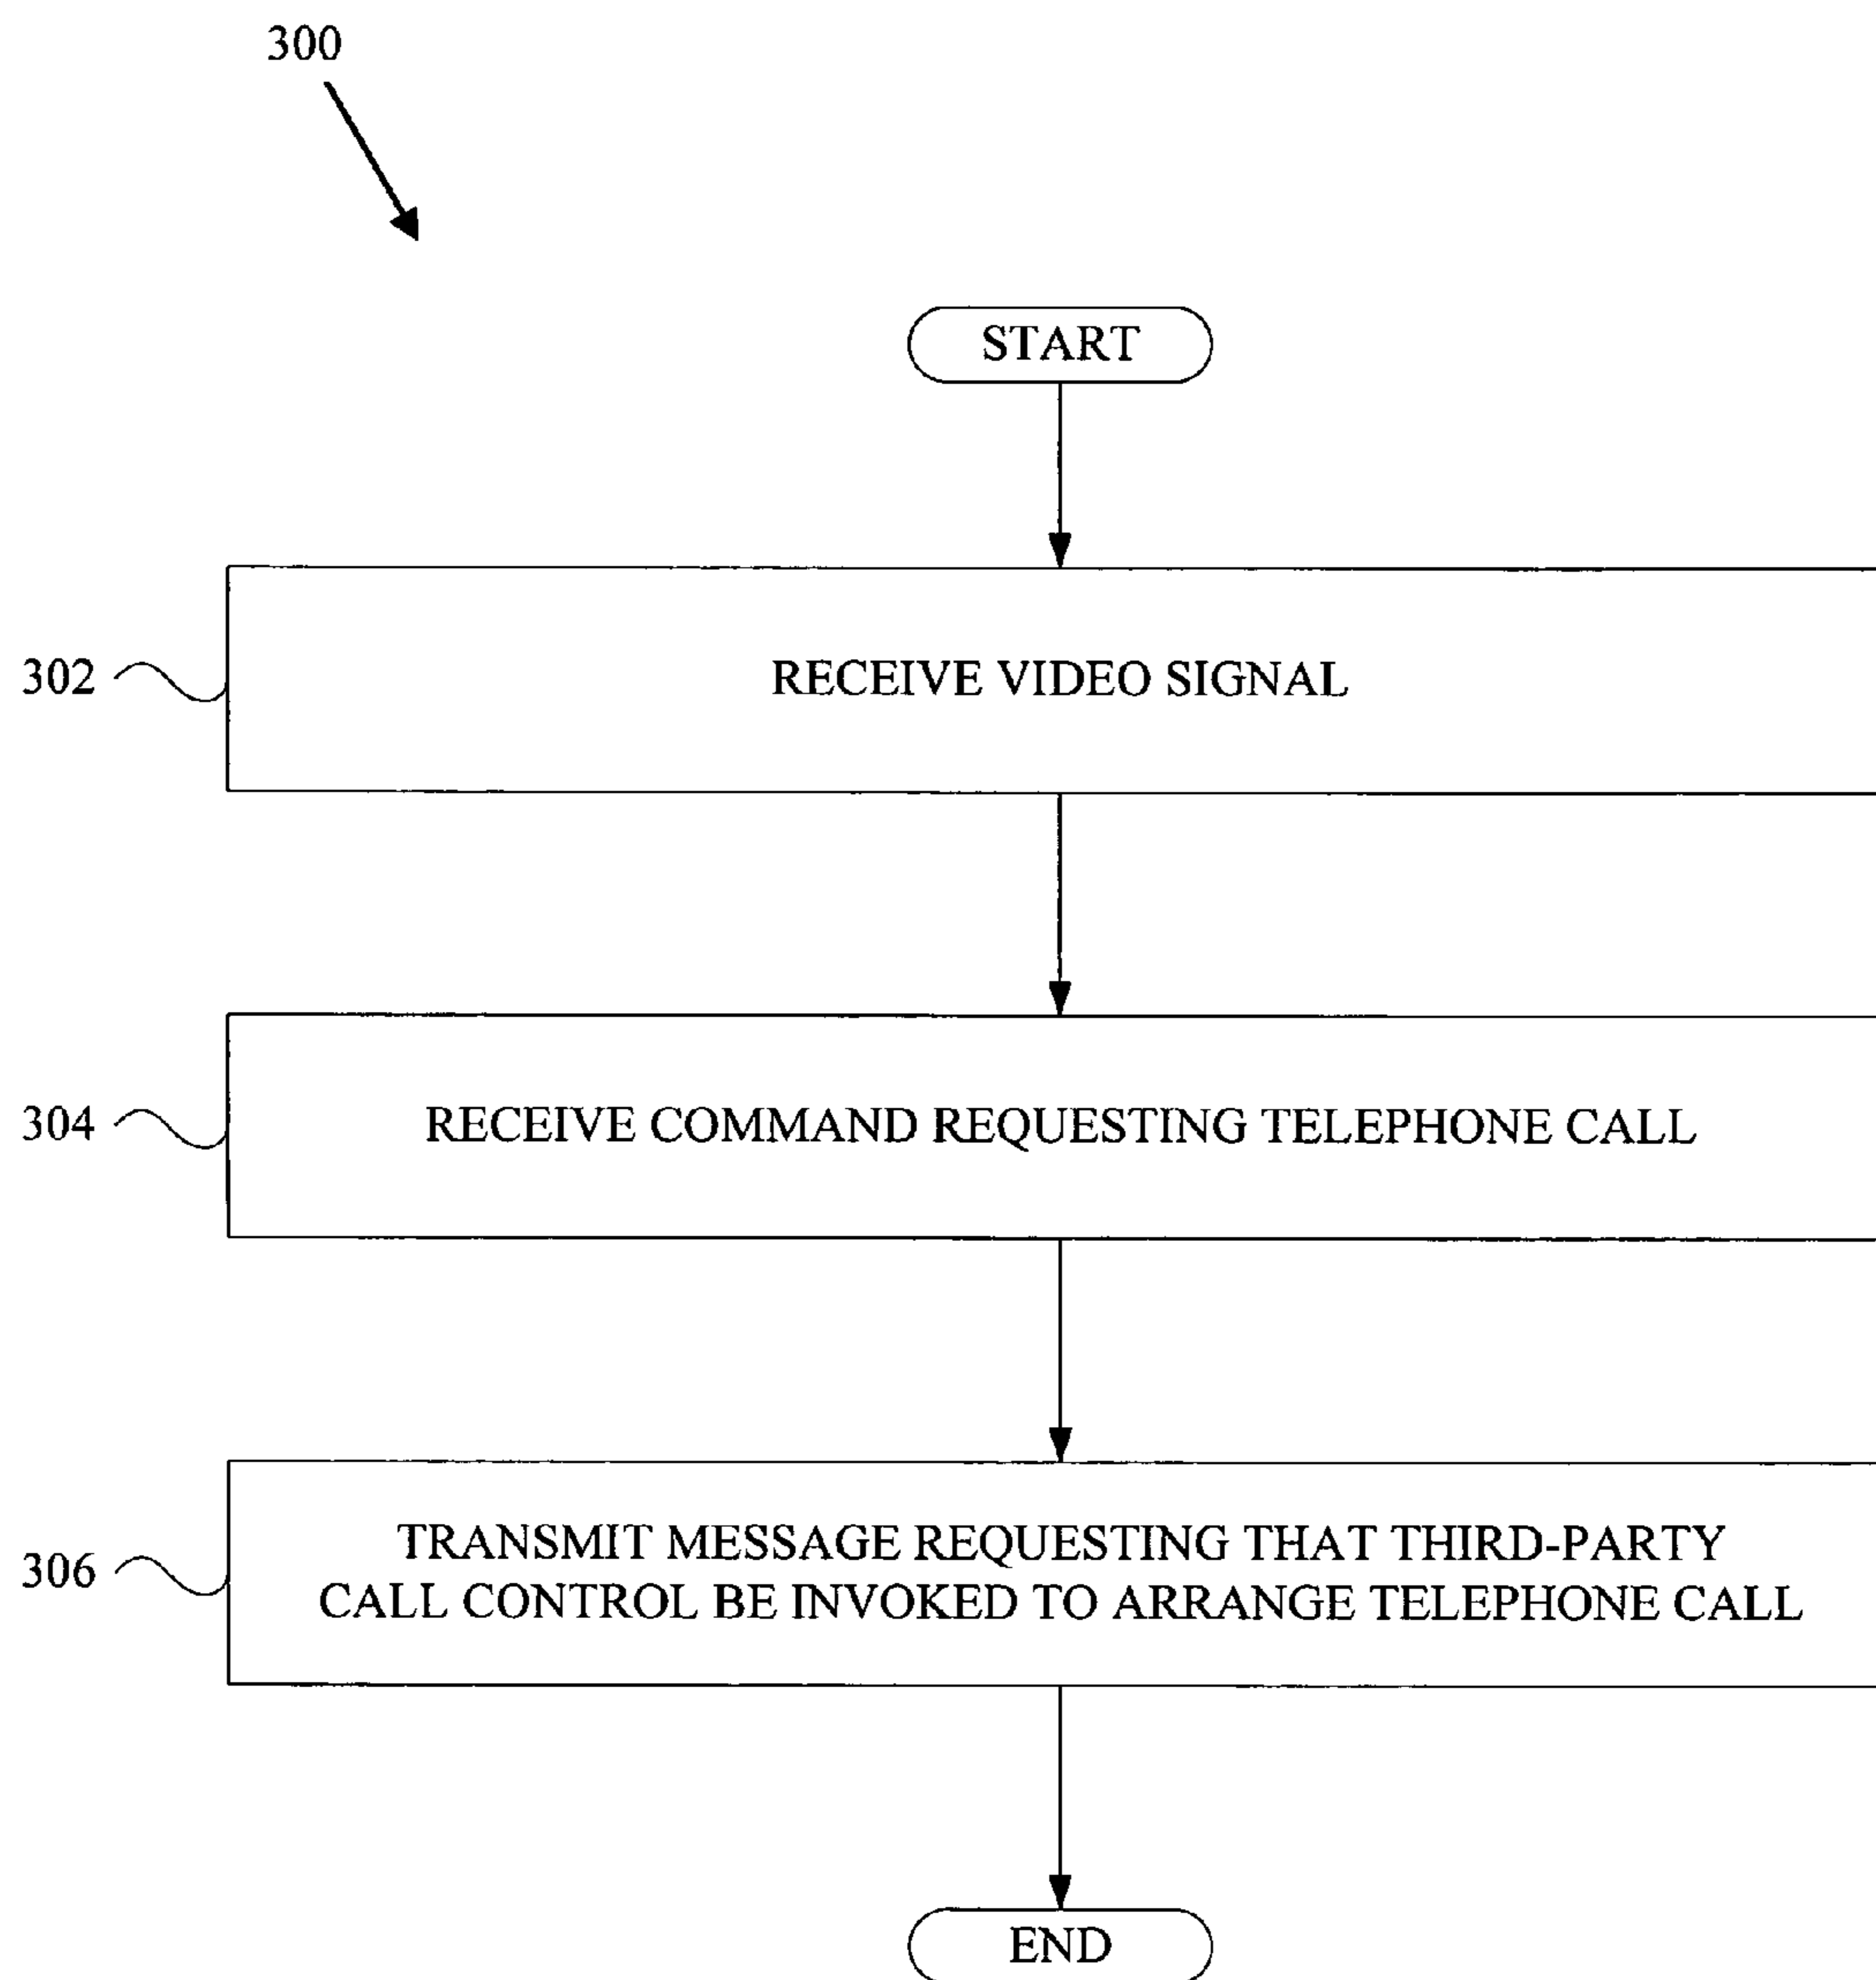 300
START
302
RECEIVE VIDEO SIGNAL
304
RECEIVE COMMAND REQUESTING TELEPHONE CALL
306
TRANSMIT MESSAGE REQUESTING THAT THIRD-PARTY
CALL CONTROL BE INVOKED TO ARRANGE TELEPHONE CALL
END